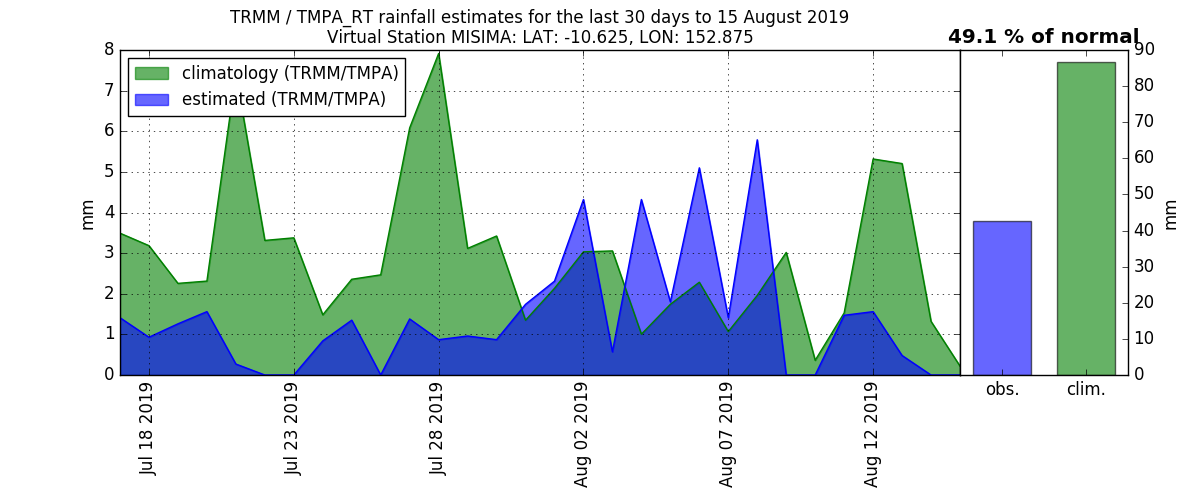 TRMM / TMPA_RT rainfall estimates for the last 30 days to 15 August 2019
Virtual Station MISIMA: LAT: -10.625, LON: 152.875
49.1 % of normal
climatology (TRMM/TMPA)
estimated (TRMM/TMPA)
mm
8
7
6
5
4
3
2
1
0
Jul 18 2019
Jul 23 2019
Jul 28 2019
Aug 02 2019
Aug 07 2019
Aug 12 2019
obs.
clim.
90
80
70
60
50
40
30
20
10
0
mm